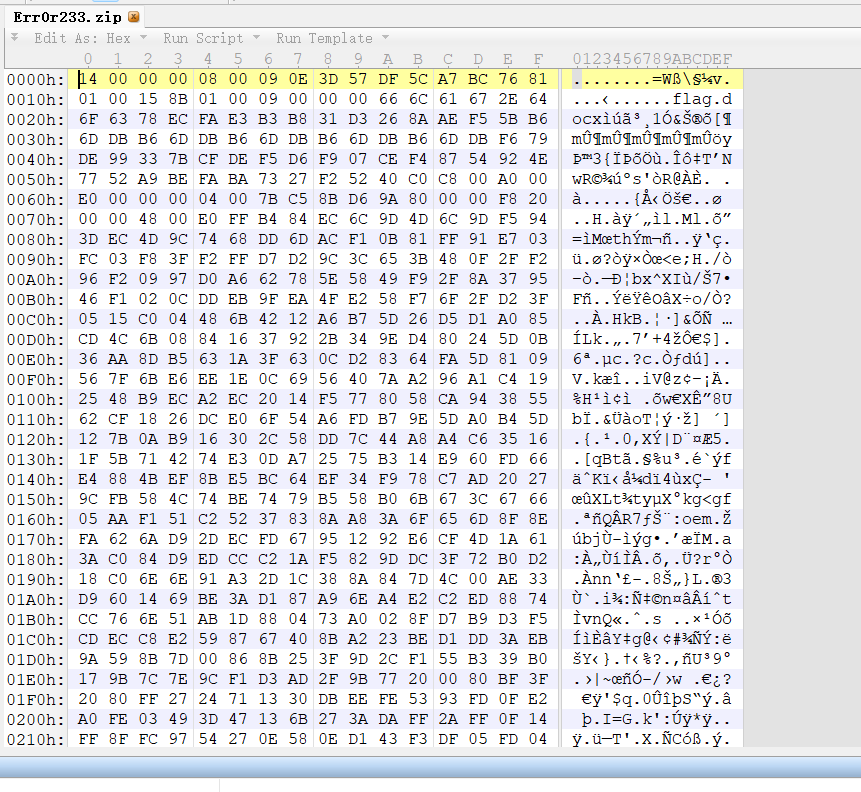 Err0r233.zip
Edit As: Hex Run Script Run Template
0 1 2 3 4 5 6 7 8 9 A B C D E F 0123456789ABCDEF
0000h: 14 00 00 00 08 00 09 0E 3D 57 DF 5C A7 BC 76 81 ........=Wß\§¼v.
0010h: 01 00 15 8B 01 00 09 00 00 00 66 6C 61 67 2E 64 ...‹......flag.d
0020h: 6F 63 78 EC FA E3 B3 B8 31 D3 26 8A AE F5 5B B6 ocxìúã³¸1Ó&Š®õ[¶
0030h: 6D DB B6 6D DB B6 6D DB B6 6D DB B6 6D DB F6 79 mÛ¶mÛ¶mÛ¶mÛ¶mÛöy
0040h: DE 99 33 7B CF DE F5 D6 F9 07 CE F4 87 54 92 4E Þ™3{ÏÞõÖù.Îô‡T’N
0050h: 77 52 A9 BE FA BA 73 27 F2 52 40 C0 C8 00 A0 00 wR©¾úºs'òR@ÀÈ. .
0060h: E0 00 00 00 04 00 7B C5 8B D6 9A 80 00 00 F8 20 à.....{Å‹Öš€..ø
0070h: 00 00 48 00 E0 FF B4 84 EC 6C 9D 4D 6C 9D F5 94 ..H.àÿ´„ìl.Ml.õ”
0080h: 3D EC 4D 9C 74 68 DD 6D AC F1 0B 81 FF 91 E7 03 =ìMœthÝm¬ñ..ÿ‘ç.
0090h: FC 03 F8 3F F2 FF D7 D2 9C 3C 65 3B 48 0F 2F F2 ü.ø?òÿ×Òœ<e;H./ò
00A0h: 96 F2 09 97 D0 A6 62 78 5E 58 49 F9 2F 8A 37 95 –ò.—Ð¦bx^XIù/Š7•
00B0h: 46 F1 02 0C DD EB 9F EA 4F E2 58 F7 6F 2F D2 3F Fñ..ÝëŸêOâX÷o/Ò?
00C0h: 05 15 C0 04 48 6B 42 12 A6 B7 5D 26 D5 D1 A0 85 ..À.HkB.¦·]&ÕÑ …
00D0h: CD 4C 6B 08 84 16 37 92 2B 34 9E D4 80 24 5D 0B ÍLk.„.7’+4žÔ€$].
00E0h: 36 AA 8D B5 63 1A 3F 63 0C D2 83 64 FA 5D 81 09 6ª.µc.?c.Òƒdú]..
00F0h: 56 7F 6B E6 EE 1E 0C 69 56 40 7A A2 96 A1 C4 19 V.kæî..iV@z¢–¡Ä.
0100h: 25 48 B9 EC A2 EC 20 14 F5 77 80 58 CA 94 38 55 %H¹ì¢ì .õw€XÊ”8U
0110h: 62 CF 18 26 DC E0 6F 54 A6 FD B7 9E 5D A0 B4 5D bÏ.&ÜàoT¦ý·ž] ´]
0120h: 12 7B 0A B9 16 30 2C 58 DD 7C 44 A8 A4 C6 35 16 .{.¹.0,XÝ|D¨¤Æ5.
0130h: 1F 5B 71 42 74 E3 0D A7 25 75 B3 14 E9 60 FD 66 .[qBtã.§%u³.é`ýf
0140h: E4 88 4B EF 8B E5 BC 64 EF 34 F9 78 C7 AD 20 27 äˆKï‹å¼dï4ùxÇ- '
0150h: 9C FB 58 4C 74 BE 74 79 B5 58 B0 6B 67 3C 67 66 œûXLt¾tyµX°kg<gf
0160h: 05 AA F1 51 C2 52 37 83 8A A8 3A 6F 65 6D 8F 8E .ªñQÂR7ƒŠ¨:oem.Ž
0170h: FA 62 6A D9 2D EC FD 67 95 12 92 E6 CF 4D 1A 61 úbjÙ-ìýg•.’æÏM.a
0180h: 3A C0 84 D9 ED CC C2 1A F5 82 9D DC 3F 72 B0 D2 :À„ÙíÌÂ.õ‚.Ü?r°Ò
0190h: 18 C0 6E 6E 91 A3 2D 1C 38 8A 84 7D 4C 00 AE 33 .Ànn‘£-.8Š„}L.®3
01A0h: D9 60 14 69 BE 3A D1 87 A9 6E A4 E2 C2 ED 88 74 Ù`.i¾:Ñ‡©n¤âÂíˆt
01B0h: CC 76 6E 51 AB 1D 88 04 73 A0 02 8F D7 B9 D3 F5 ÌvnQ«.ˆ.s ..×¹Óõ
01C0h: CD EC C8 E2 59 87 67 40 8B A2 23 BE D1 DD 3A EB ÍìÈâY‡g@‹¢#¾ÑÝ:ë
01D0h: 9A 59 8B 7D 00 86 8B 25 3F 9D 2C F1 55 B3 39 B0 šY‹}.†‹%?.,ñU³9°
01E0h: 17 9B 7C 7E 9C F1 D3 AD 2F 9B 77 20 00 80 BF 3F .›|~œñÓ-/›w .€¿?
01F0h: 20 80 FF 27 24 71 13 30 DB EE FE 53 93 FD 0F E2 €ÿ'$q.0ÛîþS“ý.â
0200h: A0 FE 03 49 3D 47 13 6B 27 3A DA FF 2A FF 0F 14 þ.I=G.k':Úÿ*ÿ..
0210h: FF 8F FC 97 54 27 0E 58 0E D1 43 F3 DF 05 FD 04 ÿ.ü—T'.X.ÑCóß.ý.